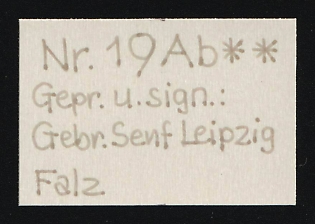 Nr. 19Ab**
Gepr. u. sign.:
Gebr. Senf Leipzig
Falz